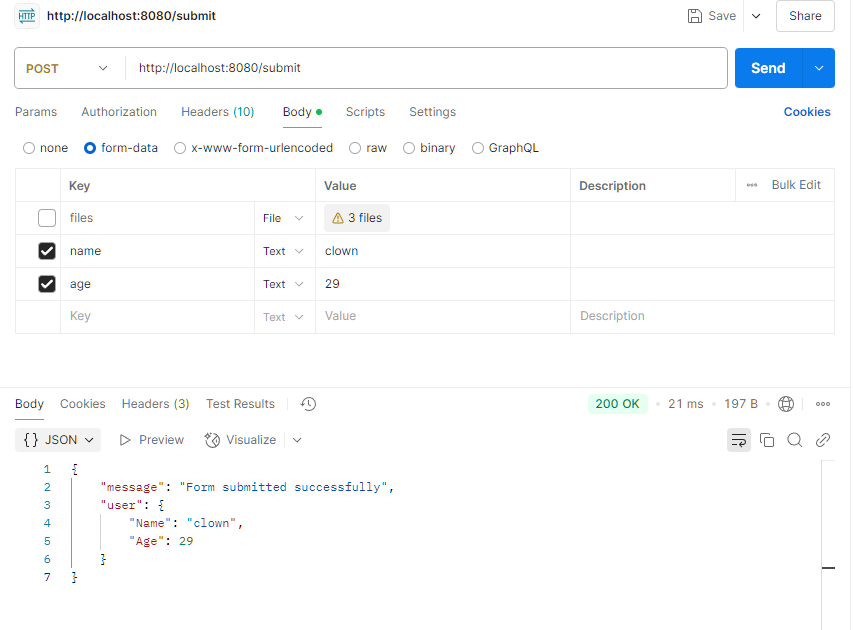 HTTP http://localhost:8080/submit Save Share
POST http://localhost:8080/submit Send
Params Authorization Headers (10) Body Scripts Settings Cookies
none form-data x-www-form-urlencoded raw binary GraphQL
Key Value Description ••• Bulk Edit
files File 3 files
name Text clown
age Text 29
Key Text Value Description
Body Cookies Headers (3) Test Results 200 OK • 21 ms • 197 B • •••
{} JSON Preview Visualize
1 {
2 "message": "Form submitted successfully",
3 "user": {
4 "Name": "clown",
5 "Age": 29
6 }
7 }